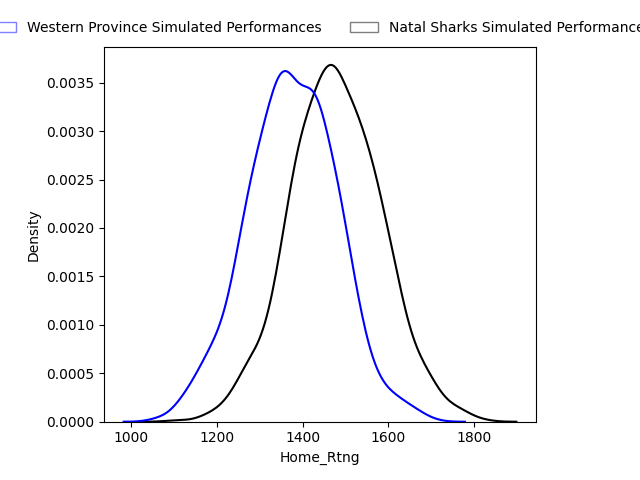 Western Province Simulated Performances Natal Sharks Simulated Performance
0.0035
0.0030
0.0025
0.0020
0.0015
0.0010
0.0005
0.0000
Density
1000 1200 1400 1600 1800
Home_Rtng